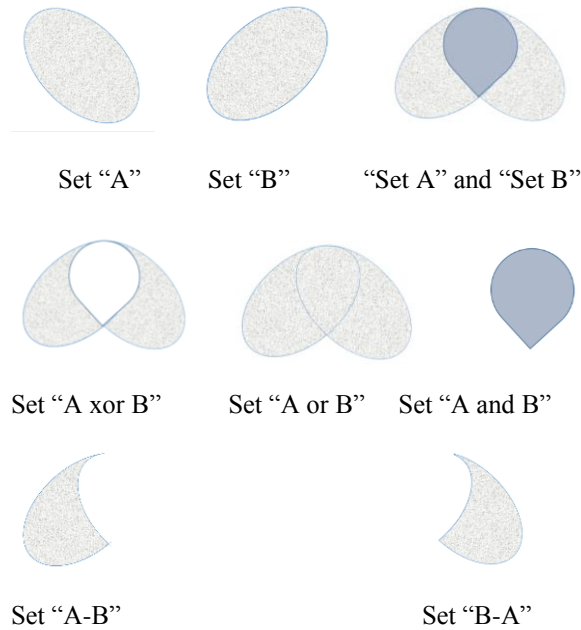 Set “A” Set “B” “Set A” and “Set B”
Set “A xor B” Set “A or B” Set “A and B”
Set “A-B” Set “B-A”